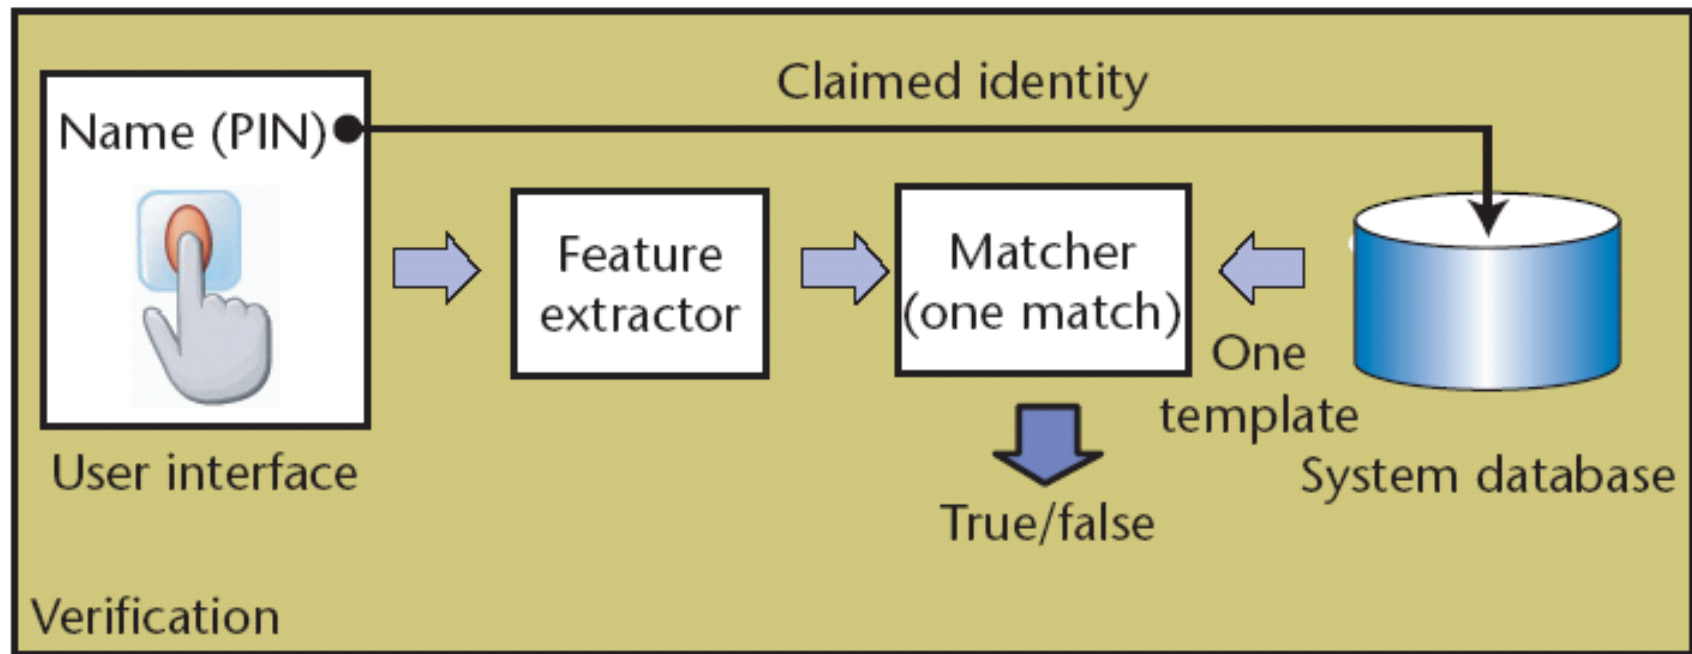 Claimed identity
Name (PIN)
Feature
extractor
Matcher
(one match)
One
template
User interface
System database
True/false
Verification